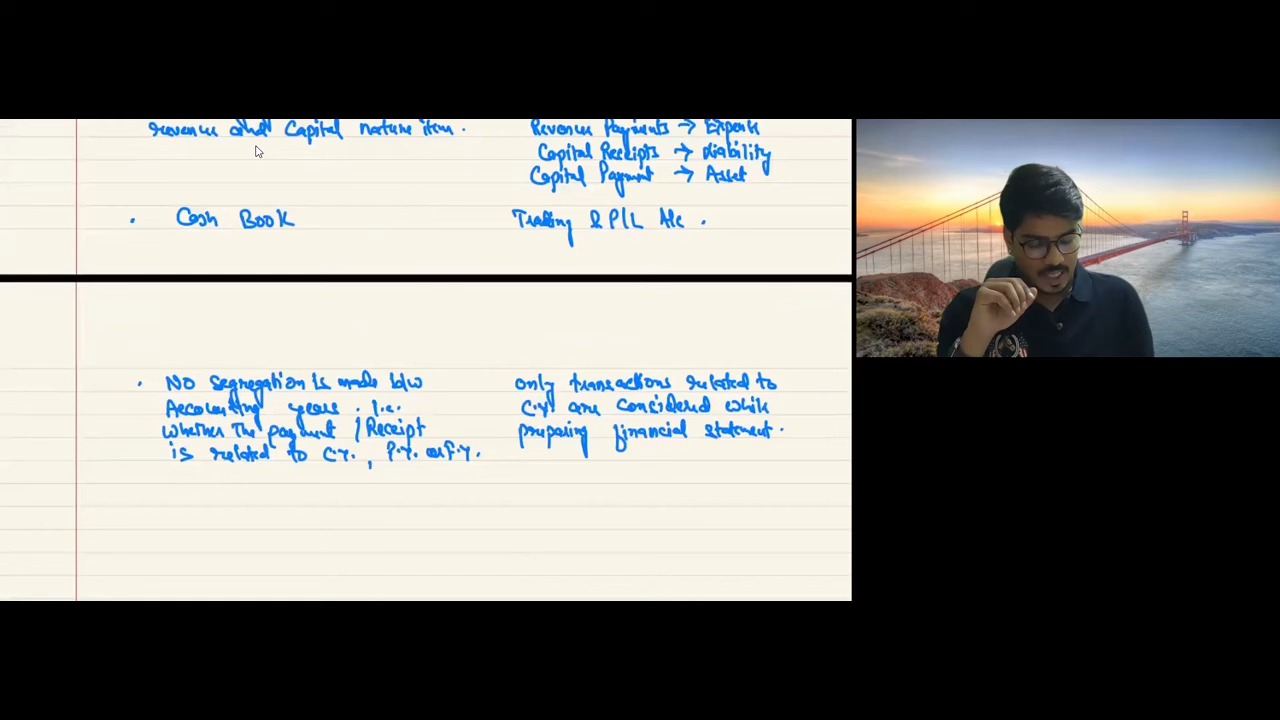 revenue and Capital nature item.
Revenue Payments → Expense
Capital Receipts → Liability
Capital Payment → Asset
. Cash Book
Trading & P/L A/c .
. No segregation is made b/w
Accounting years . I.e.
whether the payment / Receipt
is related to C.Y. , P.Y. or F.Y.
only transactions related to
C.Y. are considered while
preparing financial statement.